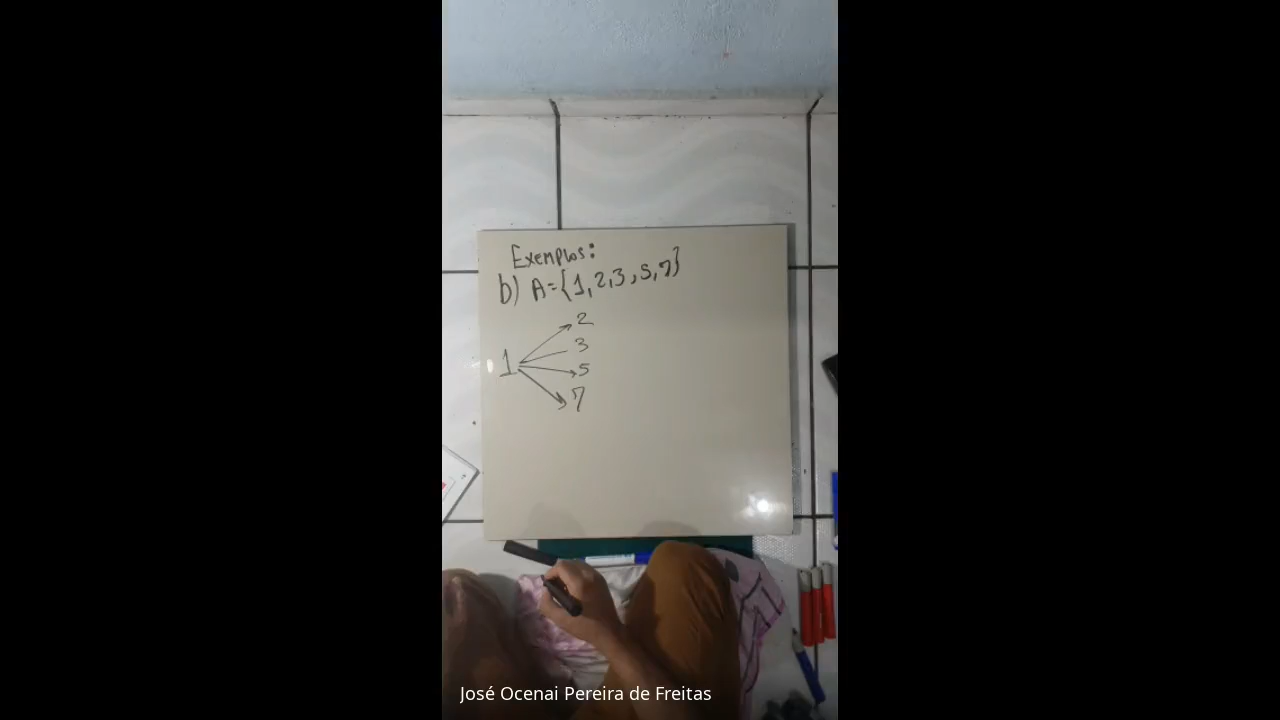 Exemplos:
b) A={1,2,3,5,7}
2
3
1
5
7
José Ocenai Pereira de Freitas